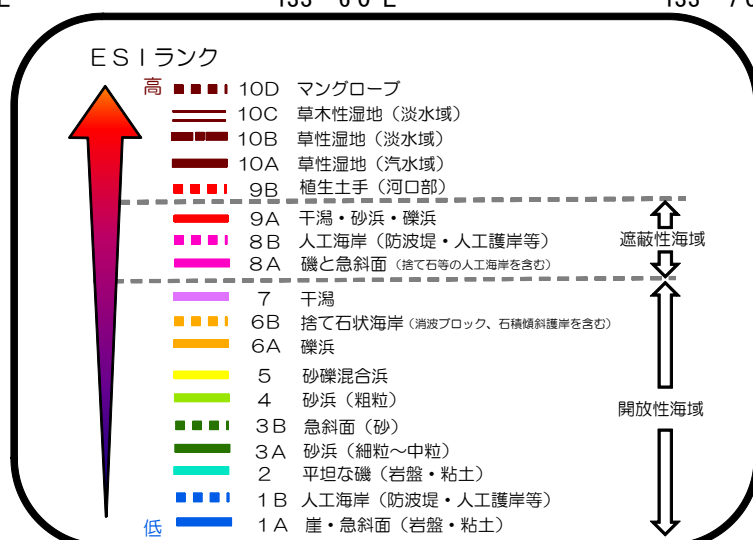 ＥＳＩランク
高 10D マングローブ
10C 草木性湿地（淡水域）
10B 草性湿地（淡水域）
10A 草性湿地（汽水域）
9B 植生土手（河口部）
9A 干潟・砂浜・礫浜
8B 人工海岸（防波堤・人工護岸等）
遮蔽性海域
8A 磯と急斜面（捨て石等の人工海岸を含む）
7 干潟
6B 捨て石状海岸（消波ブロック、石積傾斜護岸を含む）
6A 礫浜
5 砂礫混合浜
4 砂浜（粗粒）
開放性海域
3B 急斜面（砂）
3A 砂浜（細粒～中粒）
2 平坦な磯（岩盤・粘土）
1B 人工海岸（防波堤・人工護岸等）
低 1A 崖・急斜面（岩盤・粘土）